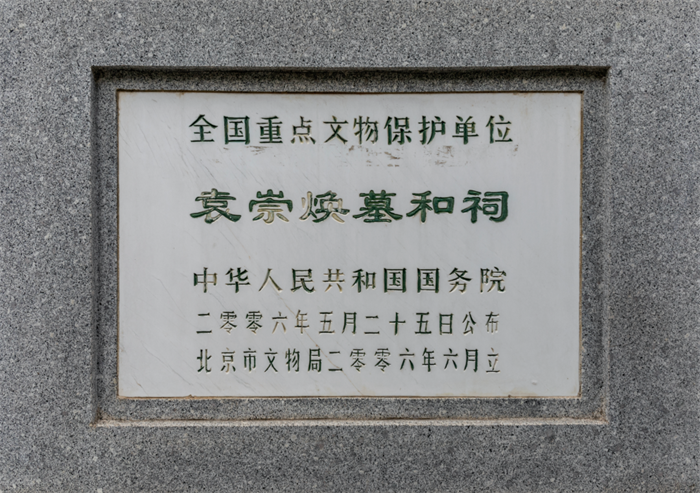 全国重点文物保护单位
袁崇焕墓和祠
中华人民共和国国务院
二零零六年五月二十五日公布
北京市文物局二零零六年六月立